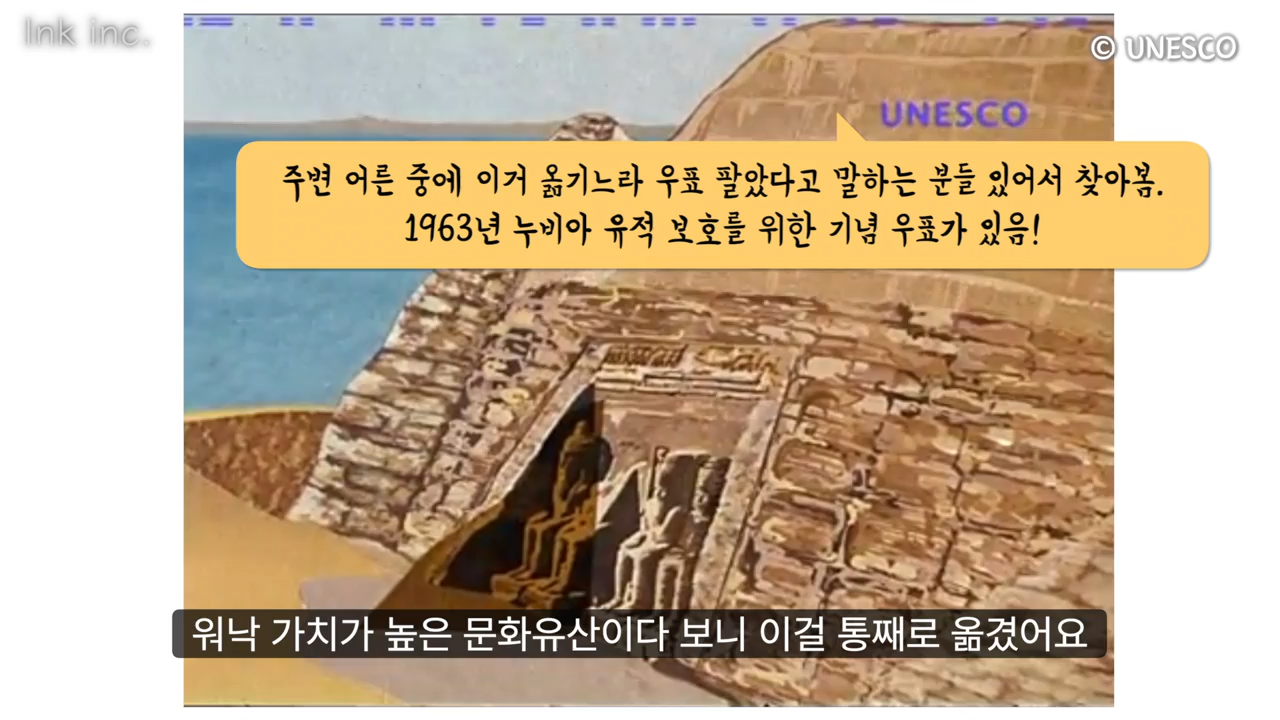 Ink inc.
© UNESCO
UNESCO
주변 어른 중에 이거 옮기느라 우표 팔았다고 말하는 분들 있어서 찾아봄.
1963년 누비아 유적 보호를 위한 기념 우표가 있음!
워낙 가치가 높은 문화유산이다 보니 이걸 통째로 옮겼어요